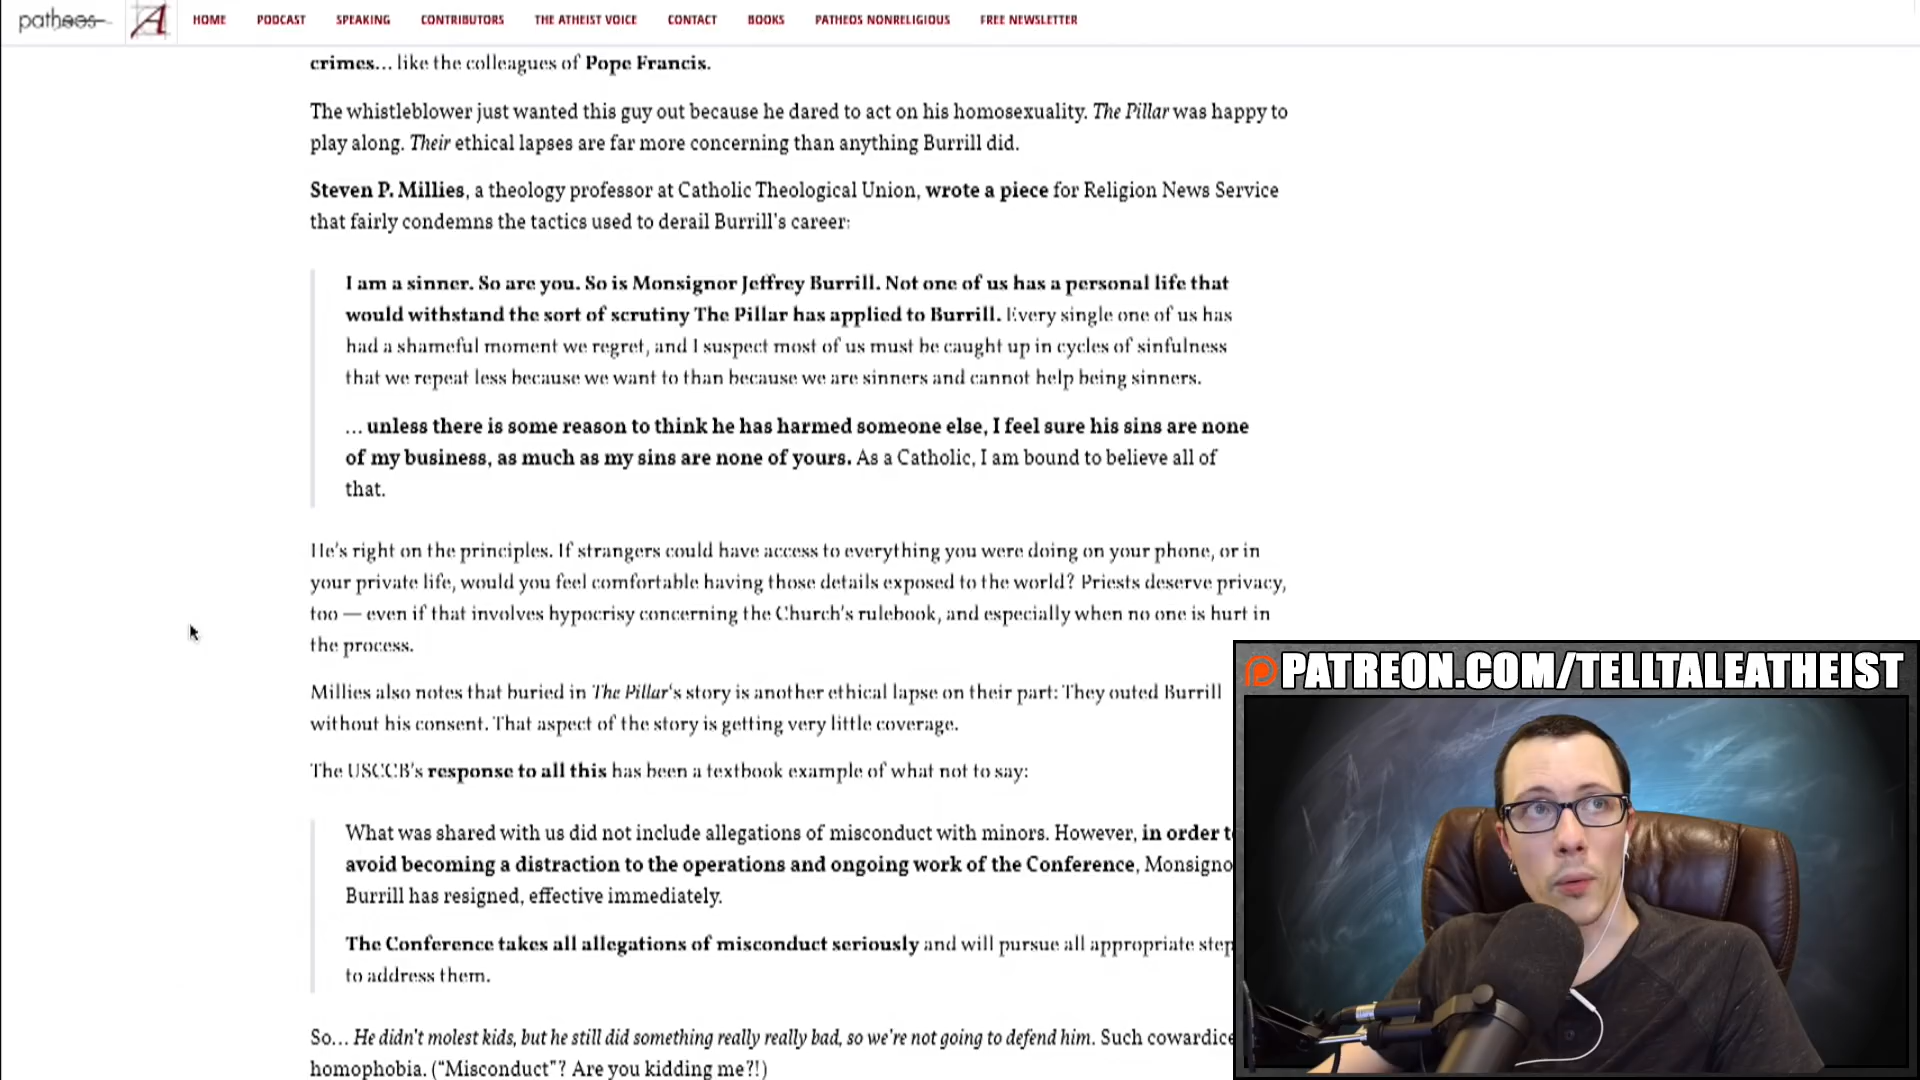 patheos
A
HOME PODCAST SPEAKING CONTRIBUTORS THE ATHEIST VOICE CONTACT BOOKS PATHEOS NONRELIGIOUS FREE NEWSLETTER
crimes... like the colleagues of Pope Francis.
The whistleblower just wanted this guy out because he dared to act on his homosexuality. The Pillar was happy to
play along. Their ethical lapses are far more concerning than anything Burrill did.
Steven P. Millies, a theology professor at Catholic Theological Union, wrote a piece for Religion News Service
that fairly condemns the tactics used to derail Burrill's career:
I am a sinner. So are you. So is Monsignor Jeffrey Burrill. Not one of us has a personal life that
would withstand the sort of scrutiny The Pillar has applied to Burrill. Every single one of us has
had a shameful moment we regret, and I suspect most of us must be caught up in cycles of sinfulness
that we repeat less because we want to than because we are sinners and cannot help being sinners.
... unless there is some reason to think he has harmed someone else, I feel sure his sins are none
of my business, as much as my sins are none of yours. As a Catholic, I am bound to believe all of
that.
He's right on the principles. If strangers could have access to everything you were doing on your phone, or in
your private life, would you feel comfortable having those details exposed to the world? Priests deserve privacy,
too — even if that involves hypocrisy concerning the Church's rulebook, and especially when no one is hurt in
the process.
Millies also notes that buried in The Pillar's story is another ethical lapse on their part: They outed Burrill
without his consent. That aspect of the story is getting very little coverage.
The USCCB's response to all this has been a textbook example of what not to say:
What was shared with us did not include allegations of misconduct with minors. However, in order t
avoid becoming a distraction to the operations and ongoing work of the Conference, Monsigno
Burrill has resigned, effective immediately.
The Conference takes all allegations of misconduct seriously and will pursue all appropriate step
to address them.
So... He didn't molest kids, but he still did something really really bad, so we're not going to defend him. Such cowardice
homophobia. ("Misconduct"? Are you kidding me?!)
PATREON.COM/TELLTALEATHEIST